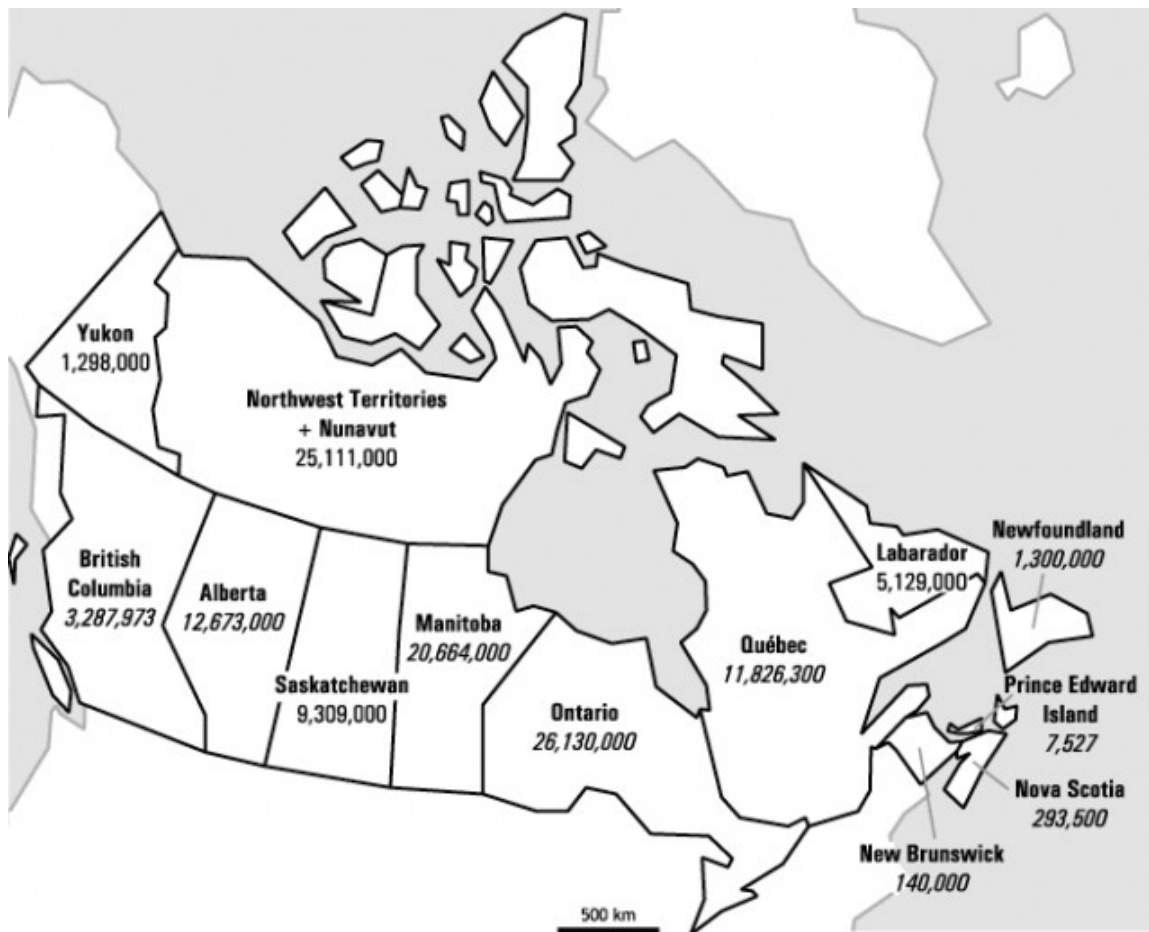 Yukon
1,298,000
Northwest Territories
+ Nunavut
25,111,000
British
Columbia
3,287,973
Alberta
12,673,000
Saskatchewan
9,309,000
Manitoba
20,664,000
Ontario
26,130,000
Québec
11,826,300
Labarador
5,129,000
Newfoundland
1,300,000
Prince Edward
Island
7,527
Nova Scotia
293,500
New Brunswick
140,000
500 km